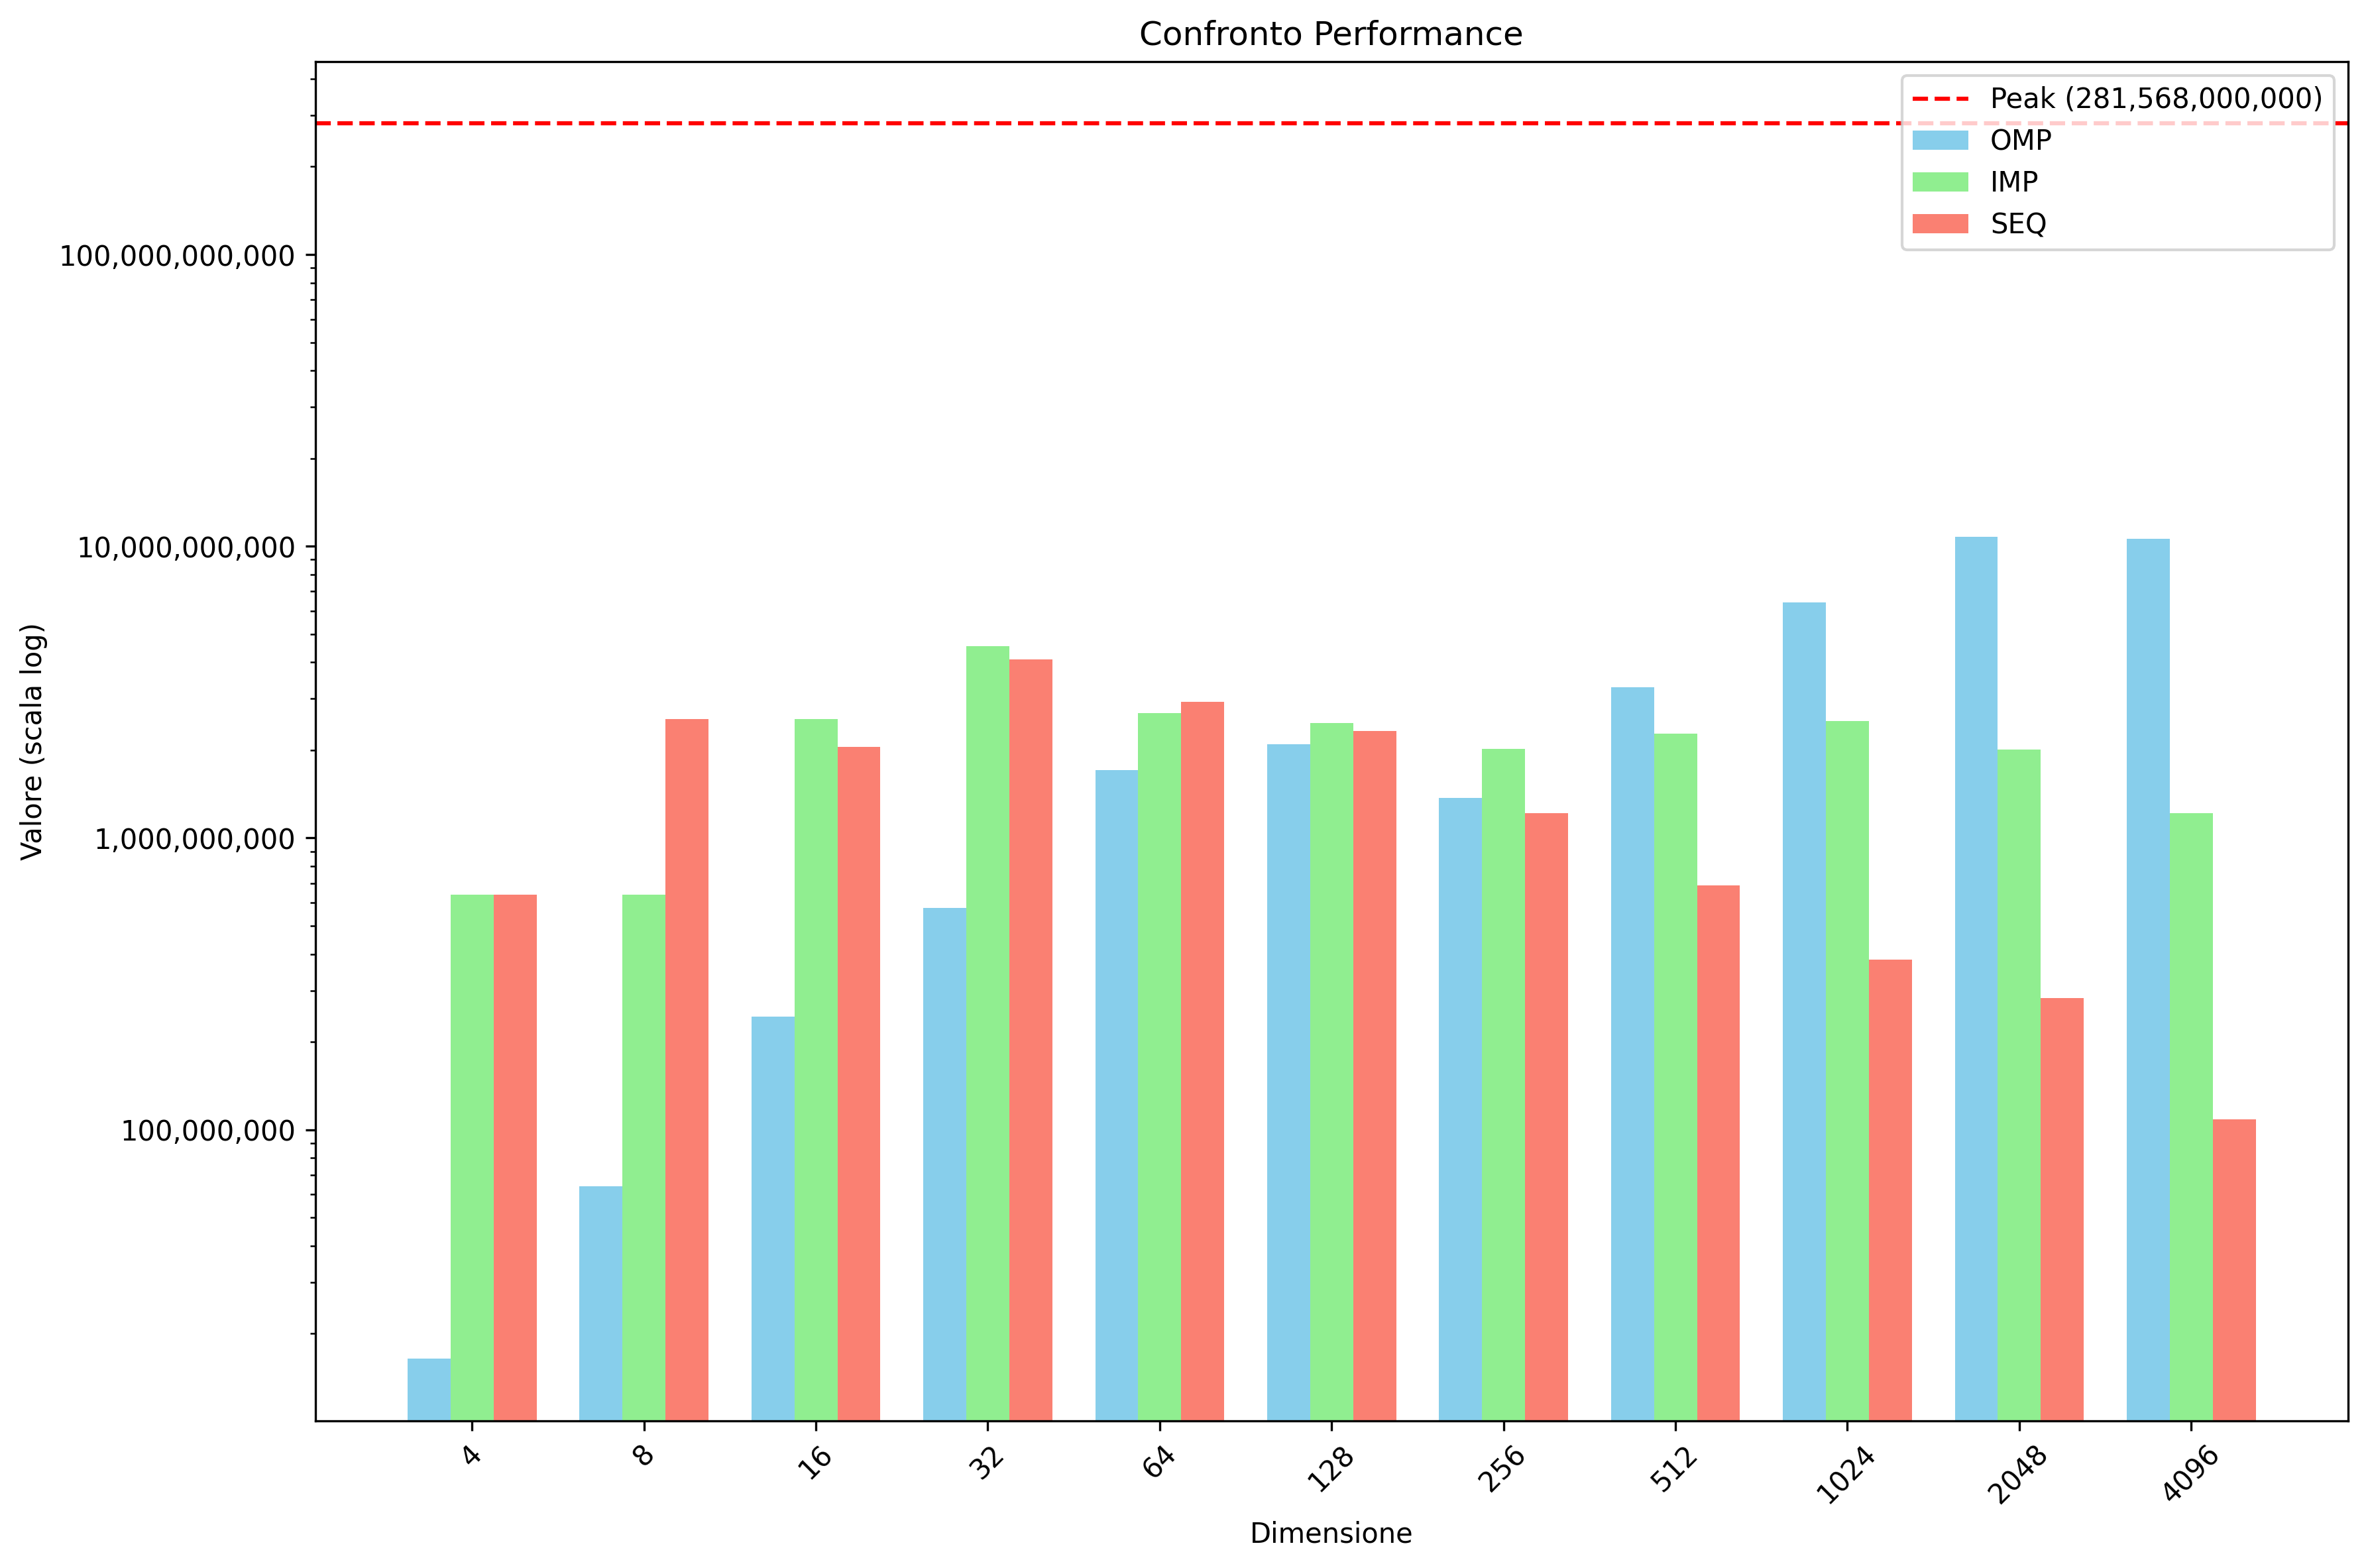 Confronto Performance
Peak (281,568,000,000)
OMP
IMP
SEQ
100,000,000,000
10,000,000,000
1,000,000,000
100,000,000
Valore (scala log)
4
8
16
32
64
128
256
512
1024
2048
4096
Dimensione